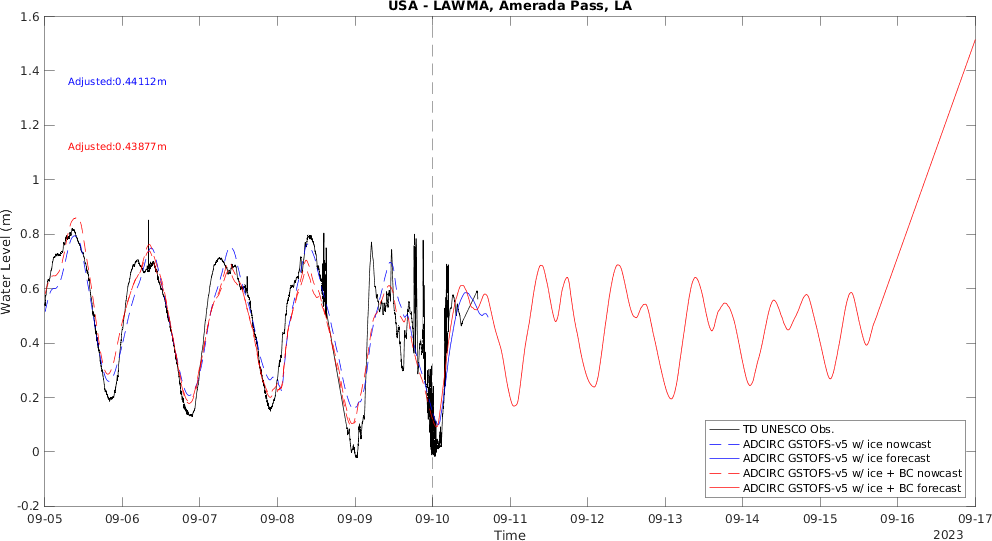 USA - LAWMA, Amerada Pass, LA
Water Level (m)
1.6
1.4
1.2
1
0.8
0.6
0.4
0.2
0
-0.2
Adjusted:0.44112m
Adjusted:0.43877m
TD UNESCO Obs.
ADCIRC GSTOFS-v5 w/ ice nowcast
ADCIRC GSTOFS-v5 w/ ice forecast
ADCIRC GSTOFS-v5 w/ ice + BC nowcast
ADCIRC GSTOFS-v5 w/ ice + BC forecast
09-05 09-06 09-07 09-08 09-09 09-10 09-11 09-12 09-13 09-14 09-15 09-16 09-17
Time
2023